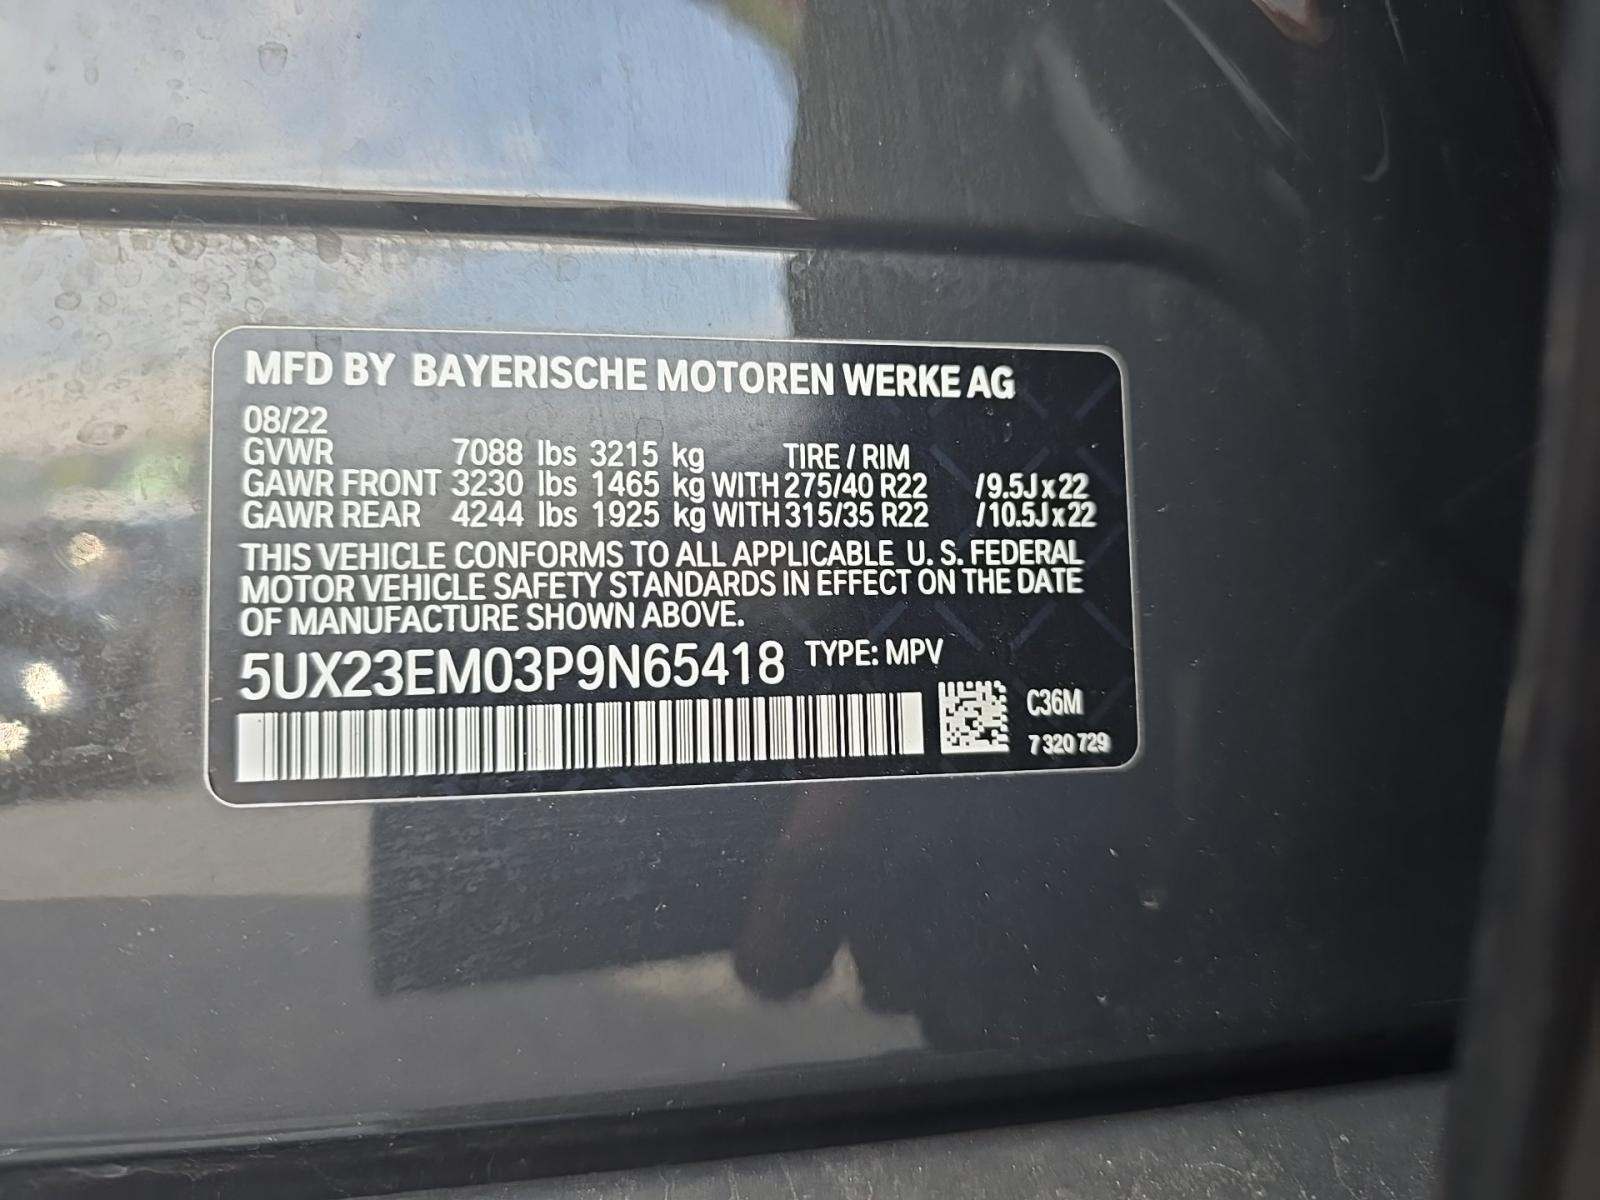 MFD BY BAYERISCHE MOTOREN WERKE AG
08/22
GVWR 7088 lbs 3215 kg TIRE / RIM
GAWR FRONT 3230 lbs 1465 kg WITH 275/40 R22 /9.5J x 22
GAWR REAR 4244 lbs 1925 kg WITH 315/35 R22 /10.5J x 22
THIS VEHICLE CONFORMS TO ALL APPLICABLE U. S. FEDERAL
MOTOR VEHICLE SAFETY STANDARDS IN EFFECT ON THE DATE
OF MANUFACTURE SHOWN ABOVE.
5UX23EM03P9N65418 TYPE: MPV
C36M
7 320 729